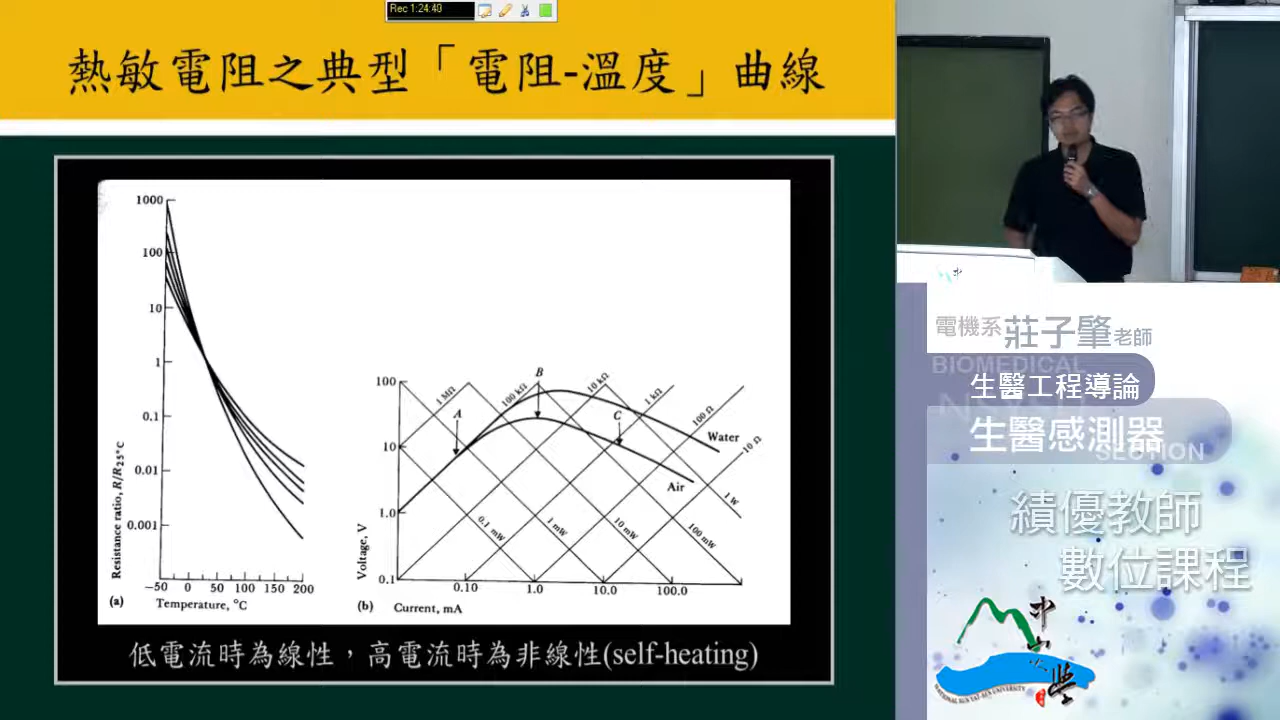 Rec 1:24:40
熱敏電阻之典型「電阻-溫度」曲線
1000
100
10
1
0.1
0.01
0.001
Resistance ratio, R/R25°C
−50 0 50 100 150 200
(a) Temperature, °C
100
10
1.0
0.1
Voltage, V
A
B
C
1 MΩ
100 kΩ
10 kΩ
1 kΩ
100 Ω
10 Ω
Water
Air
0.1 mW
1 mW
10 mW
100 mW
1 W
0.10 1.0 10.0 100.0
(b) Current, mA
低電流時為線性，高電流時為非線性(self-heating)
電機系 莊子肇 老師
BIOMEDICAL
生醫工程導論
生醫感測器
SECTION
績優教師
數位課程
中山大學
NATIONAL SUN YAT-SEN UNIVERSITY